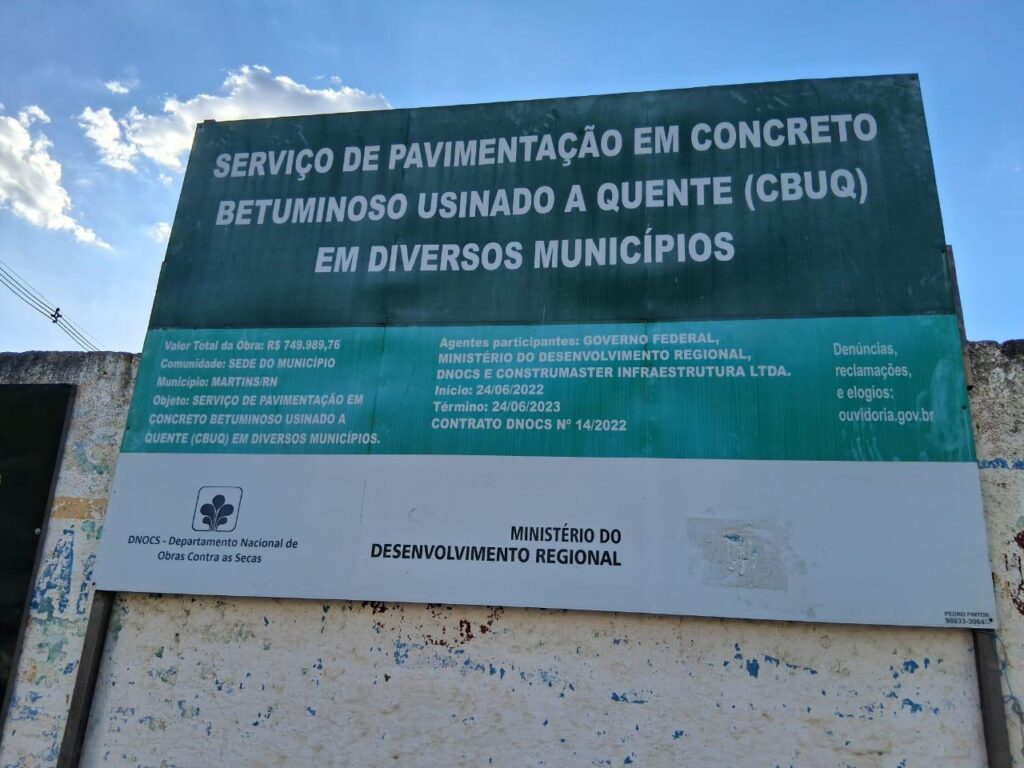 SERVIÇO DE PAVIMENTAÇÃO EM CONCRETO
BETUMINOSO USINADO A QUENTE (CBUQ)
EM DIVERSOS MUNICÍPIOS
Valor Total da Obra: R$ 749.989,76
Comunidade: SEDE DO MUNICÍPIO
Município: MARTINS/RN
Objeto: SERVIÇO DE PAVIMENTAÇÃO EM
CONCRETO BETUMINOSO USINADO A
QUENTE (CBUQ) EM DIVERSOS MUNICÍPIOS.
Agentes participantes: GOVERNO FEDERAL,
MINISTÉRIO DO DESENVOLVIMENTO REGIONAL,
DNOCS E CONSTRUMASTER INFRAESTRUTURA LTDA.
Início: 24/06/2022
Término: 24/06/2023
CONTRATO DNOCS Nº 14/2022
Denúncias,
reclamações,
e elogios:
ouvidoria.gov.br
DNOCS - Departamento Nacional de
Obras Contra as Secas
MINISTÉRIO DO
DESENVOLVIMENTO REGIONAL
PEDRO PINTOR